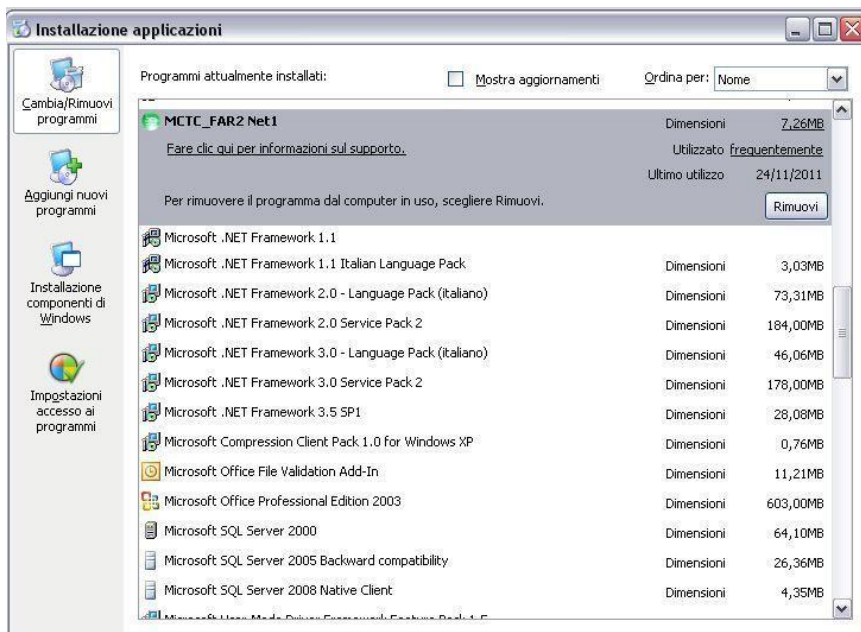 Installazione applicazioni
Cambia/Rimuovi programmi
Aggiungi nuovi programmi
Installazione componenti di Windows
Impostazioni accesso ai programmi
Programmi attualmente installati:
Mostra aggiornamenti
Ordina per: Nome
MCTC_FAR2 Net1 Dimensioni 7,26MB
Fare clic qui per informazioni sul supporto. Utilizzato frequentemente
Ultimo utilizzo 24/11/2011
Per rimuovere il programma dal computer in uso, scegliere Rimuovi. Rimuovi
Microsoft .NET Framework 1.1
Microsoft .NET Framework 1.1 Italian Language Pack Dimensioni 3,03MB
Microsoft .NET Framework 2.0 - Language Pack (italiano) Dimensioni 73,31MB
Microsoft .NET Framework 2.0 Service Pack 2 Dimensioni 184,00MB
Microsoft .NET Framework 3.0 - Language Pack (italiano) Dimensioni 46,06MB
Microsoft .NET Framework 3.0 Service Pack 2 Dimensioni 178,00MB
Microsoft .NET Framework 3.5 SP1 Dimensioni 28,08MB
Microsoft Compression Client Pack 1.0 for Windows XP Dimensioni 0,76MB
Microsoft Office File Validation Add-In Dimensioni 11,21MB
Microsoft Office Professional Edition 2003 Dimensioni 603,00MB
Microsoft SQL Server 2000 Dimensioni 64,10MB
Microsoft SQL Server 2005 Backward compatibility Dimensioni 26,36MB
Microsoft SQL Server 2008 Native Client Dimensioni 4,35MB
Microsoft User-Mode Driver Framework Feature Pack